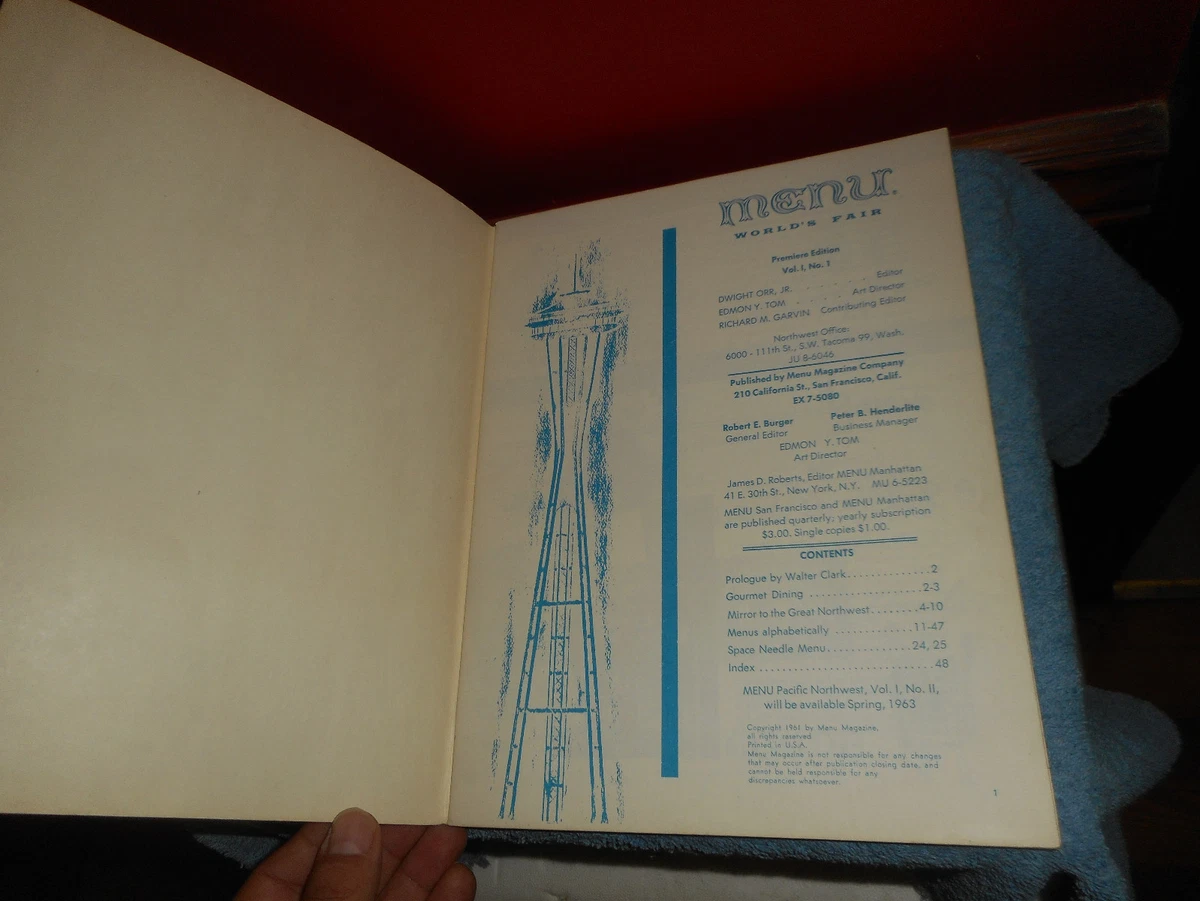 MENU.
WORLD'S FAIR
Premiere Edition
Vol. I, No. 1
DWIGHT ORR, JR. . . . . . . Editor
EDMON Y. TOM . . . . . Art Director
RICHARD M. GARVIN Contributing Editor
Northwest Office:
6000 - 111th St., S.W. Tacoma 99, Wash.
JU 8-6046
Published by Menu Magazine Company
210 California St., San Francisco, Calif.
EX 7-5080
Robert E. Burger Peter B. Henderlite
General Editor Business Manager
EDMON Y. TOM
Art Director
James D. Roberts, Editor MENU Manhattan
41 E. 30th St., New York, N.Y. MU 6-5223
MENU San Francisco and MENU Manhattan
are published quarterly; yearly subscription
$3.00. Single copies $1.00.
CONTENTS
Prologue by Walter Clark. . . . . . . . . . . . . .2
Gourmet Dining . . . . . . . . . . . . . . . . . . .2-3
Mirror to the Great Northwest. . . . . . . .4-10
Menus alphabetically . . . . . . . . . . . . .11-47
Space Needle Menu. . . . . . . . . . . . . .24, 25
Index . . . . . . . . . . . . . . . . . . . . . . . . . . . . .48
MENU Pacific Northwest, Vol. I, No. II,
will be available Spring, 1963
Copyright 1961 by Menu Magazine,
all rights reserved
Printed in U.S.A.
Menu Magazine is not responsible for any changes
that may occur after publication closing date, and
cannot be held responsible for any
discrepancies whatsoever.
1